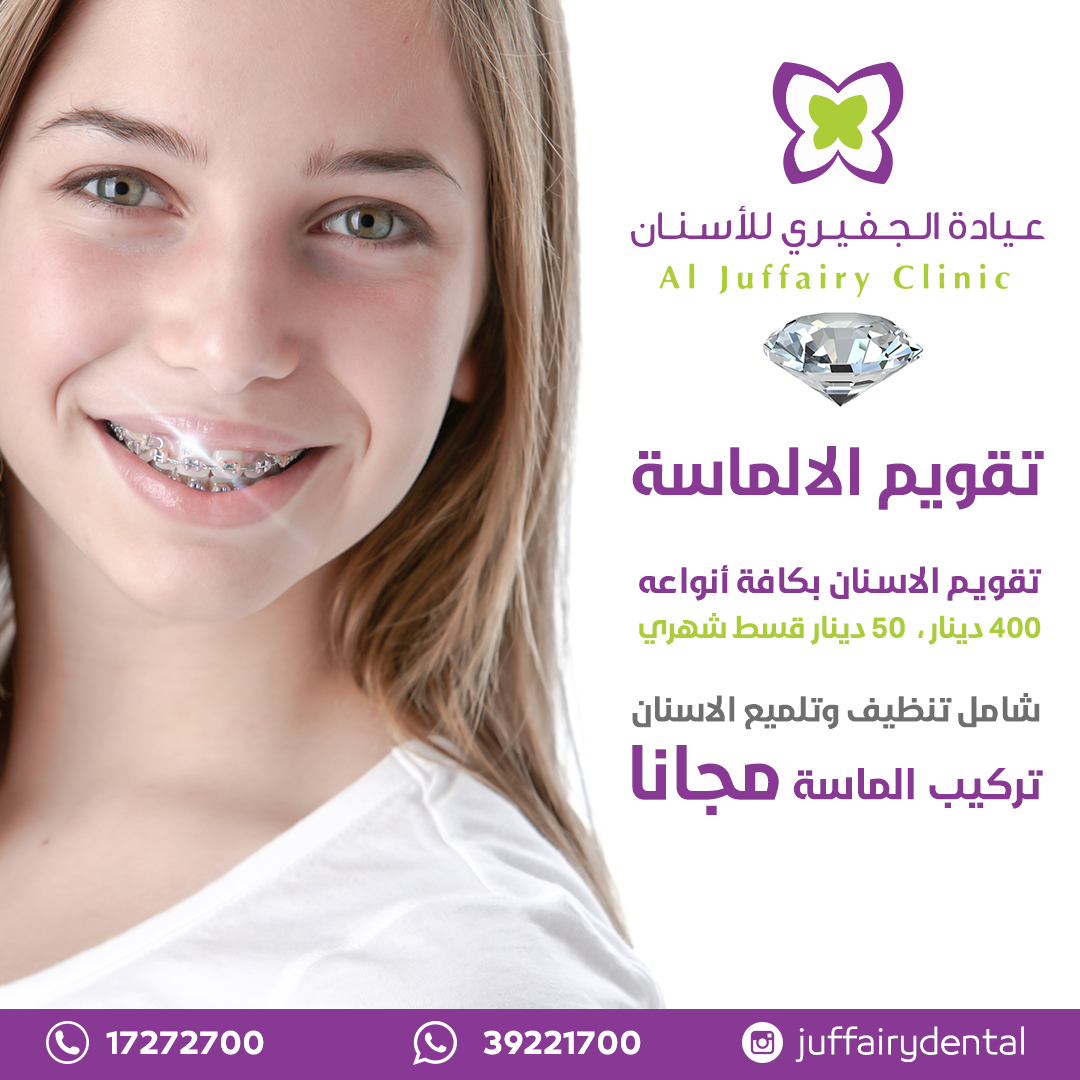 عيادة الجفيري للأسنان
Al Juffairy Clinic
تقويم الالماسة
تقويم الاسنان بكافة أنواعه
400 دينار ، 50 دينار قسط شهري
شامل تنظيف وتلميع الاسنان
تركيب الماسة مجانا
17272700
39221700
juffairydental